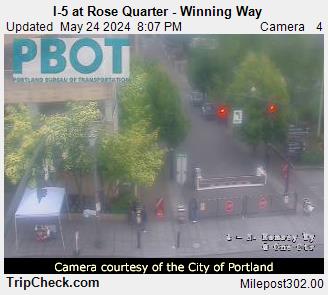 I-5 at Rose Quarter - Winning Way
Updated May 24 2024 8:07 PM Camera 4
PBOT
PORTLAND BUREAU OF TRANSPORTATION
Camera courtesy of the City of Portland
TripCheck.com Milepost302.00